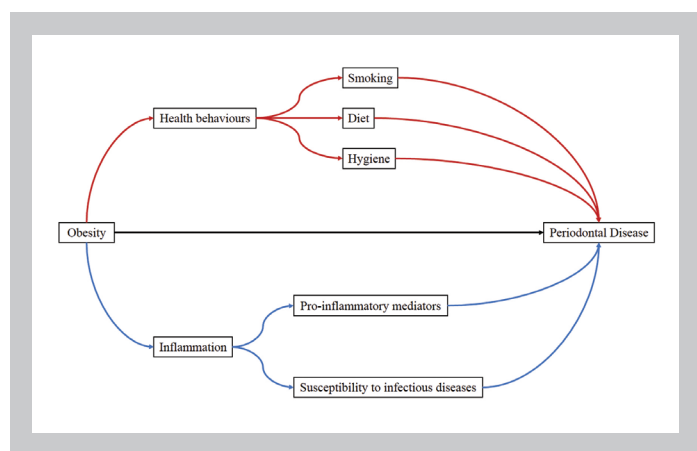 Smoking
Health behaviours
Diet
Hygiene
Obesity
Periodontal Disease
Pro-inflammatory mediators
Inflammation
Susceptibility to infectious diseases